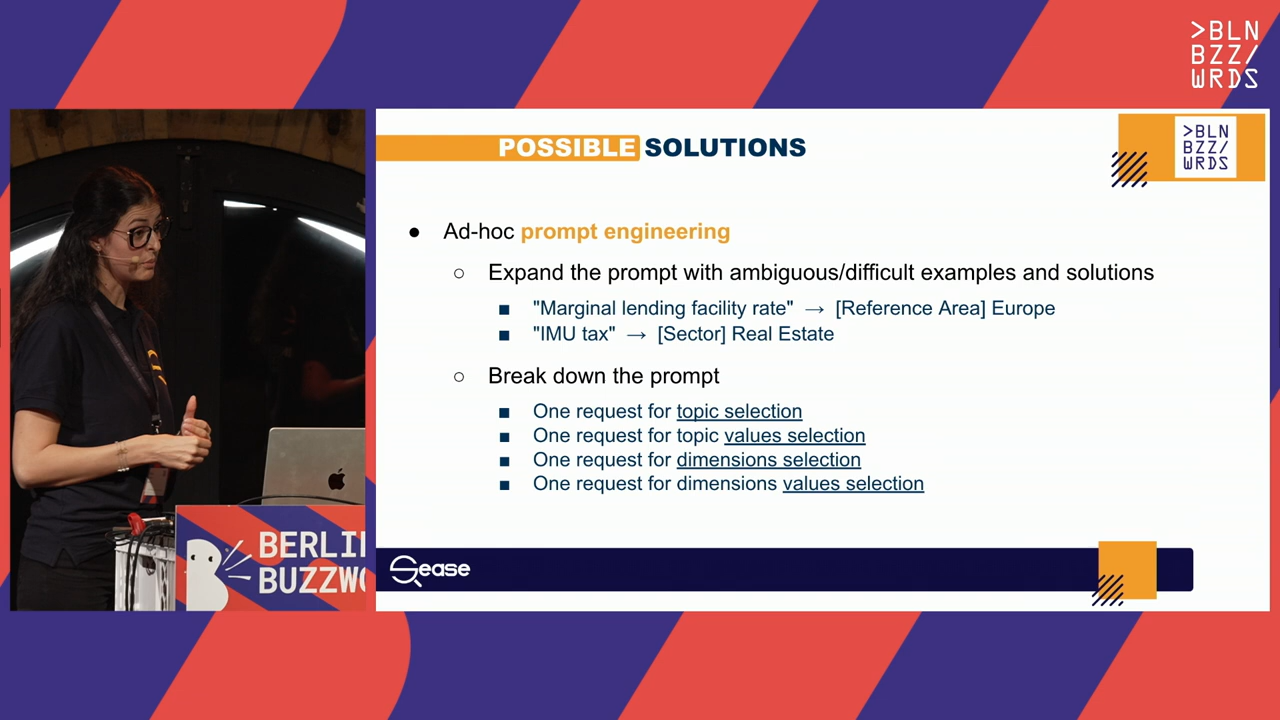 >BLN
BZZ/
WRDS
POSSIBLE SOLUTIONS
>BLN
BZZ/
WRDS
● Ad-hoc prompt engineering
○ Expand the prompt with ambiguous/difficult examples and solutions
■ "Marginal lending facility rate" → [Reference Area] Europe
■ "IMU tax" → [Sector] Real Estate
○ Break down the prompt
■ One request for topic selection
■ One request for topic values selection
■ One request for dimensions selection
■ One request for dimensions values selection
Sease
BERLI
BUZZW